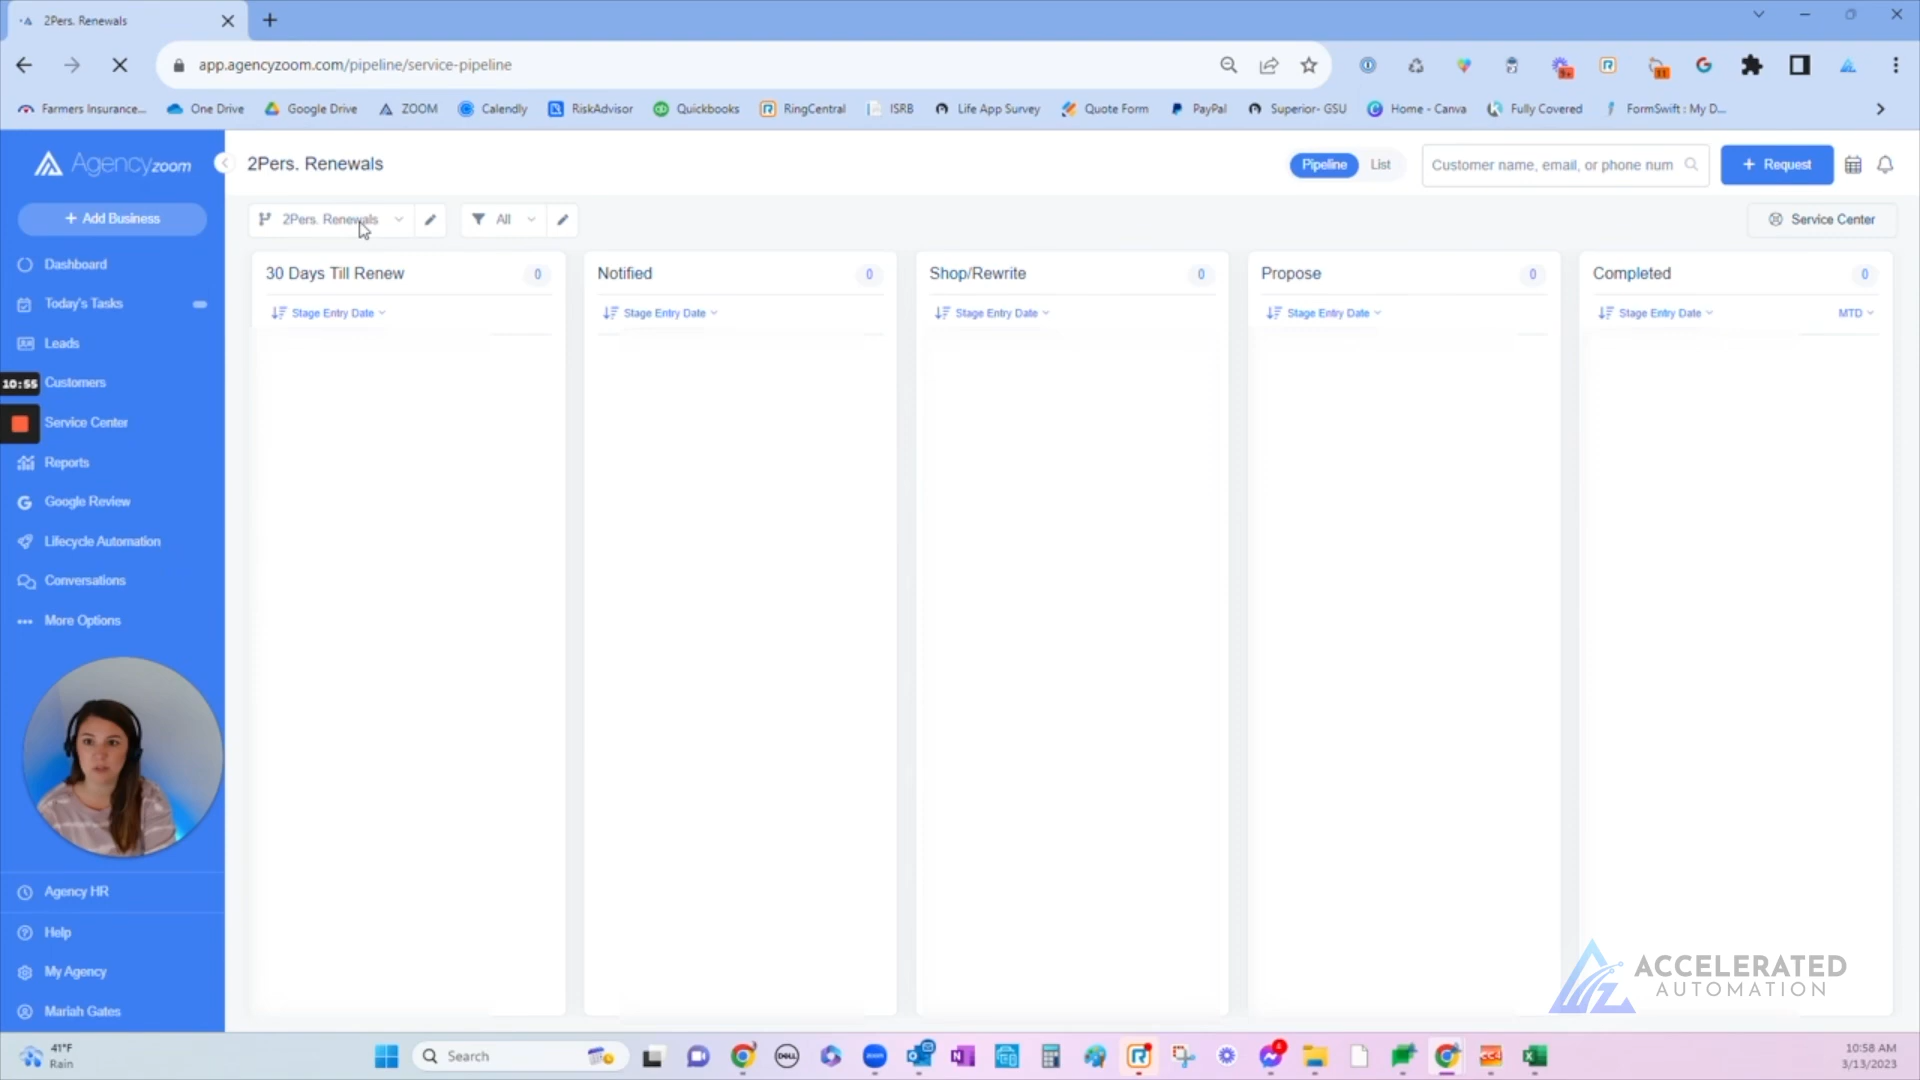 2Pers. Renewals
app.agencyzoom.com/pipeline/service-pipeline
Farmers Insurance...
One Drive
Google Drive
ZOOM
Calendly
RiskAdvisor
Quickbooks
RingCentral
ISRB
Life App Survey
Quote Form
PayPal
Superior- GSU
Home - Canva
Fully Covered
FormSwift : My D...
Agencyzoom
2Pers. Renewals
Pipeline
List
Customer name, email, or phone num
+ Request
+ Add Business
2Pers. Renewals
All
Service Center
Dashboard
Today's Tasks
Leads
10:55
Customers
Service Center
Reports
Google Review
Lifecycle Automation
Conversations
More Options
30 Days Till Renew 0
Stage Entry Date
Notified 0
Stage Entry Date
Shop/Rewrite 0
Stage Entry Date
Propose 0
Stage Entry Date
Completed 0
Stage Entry Date MTD
Agency HR
Help
My Agency
Mariah Gates
ACCELERATED
AUTOMATION
41°F
Rain
Search
DELL
4
10:58 AM
3/13/2023